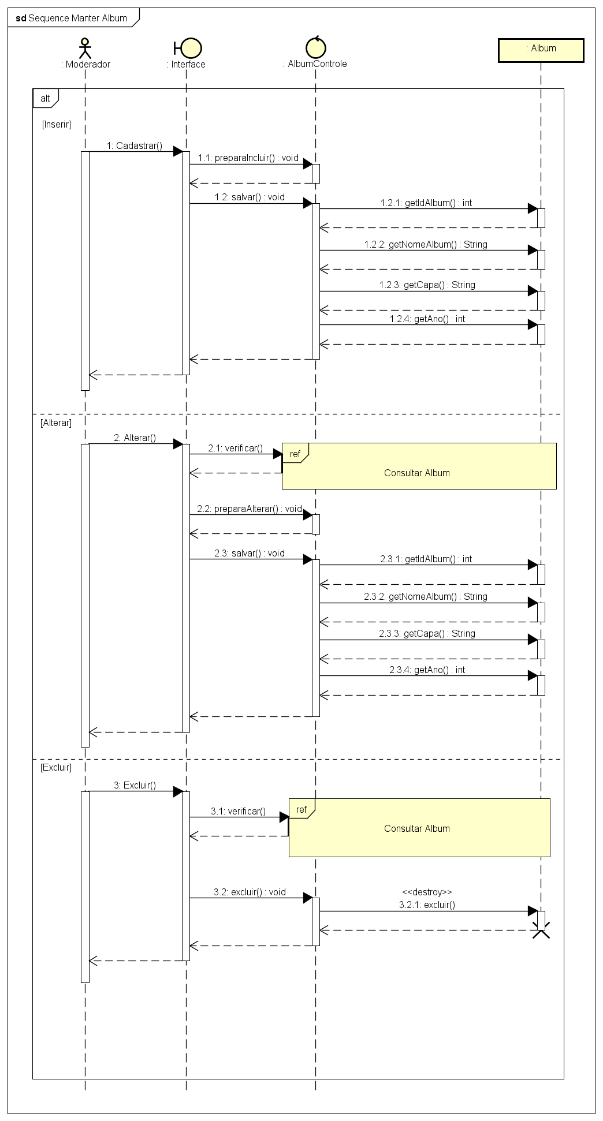 sd Sequence Manter Album
: Moderador
: Interface
: AlbumControle
: Album
alt
[Inserir]
1: Cadastrar()
1.1: preparaIncluir() : void
1.2: salvar() : void
1.2.1: getIdAlbum() : int
1.2.2: getNomeAlbum() : String
1.2.3: getCapa() : String
1.2.4: getAno() : int
[Alterar]
2: Alterar()
2.1: verificar()
ref
Consultar Album
2.2: preparaAlterar() : void
2.3: salvar() : void
2.3.1: getIdAlbum() : int
2.3.2: getNomeAlbum() : String
2.3.3: getCapa() : String
2.3.4: getAno() : int
[Excluir]
3: Excluir()
3.1: verificar()
ref
Consultar Album
3.2: excluir() : void
<<destroy>>
3.2.1: excluir()